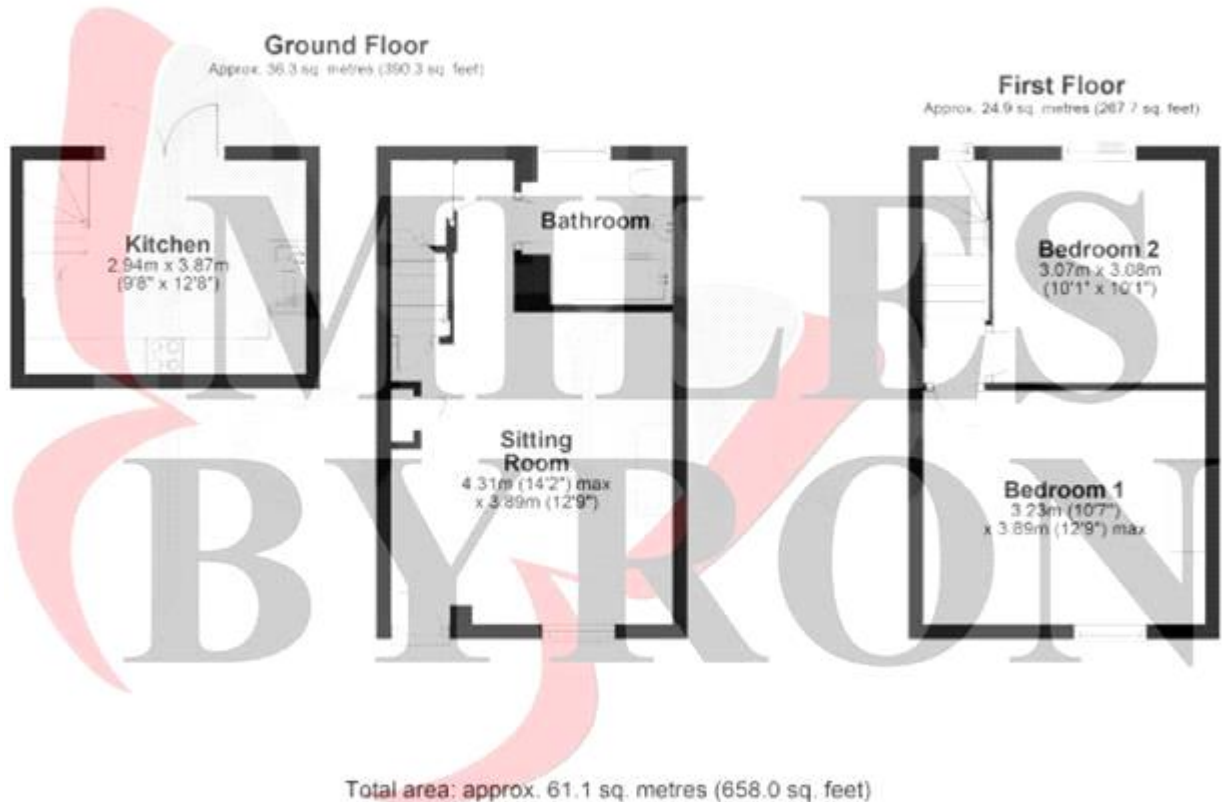 Ground Floor
Approx. 36.3 sq. metres (390.3 sq. feet)
First Floor
Approx. 24.9 sq. metres (267.7 sq. feet)
Kitchen
2.94m x 3.87m
(9'8" x 12'8")
Bathroom
Bedroom 2
3.07m x 3.08m
(10'1" x 10'1")
Sitting
Room
4.31m (14'2") max
x 3.89m (12'9")
Bedroom 1
3.23m (10'7")
x 3.89m (12'9") max
MILES
BYRON
Total area: approx. 61.1 sq. metres (658.0 sq. feet)